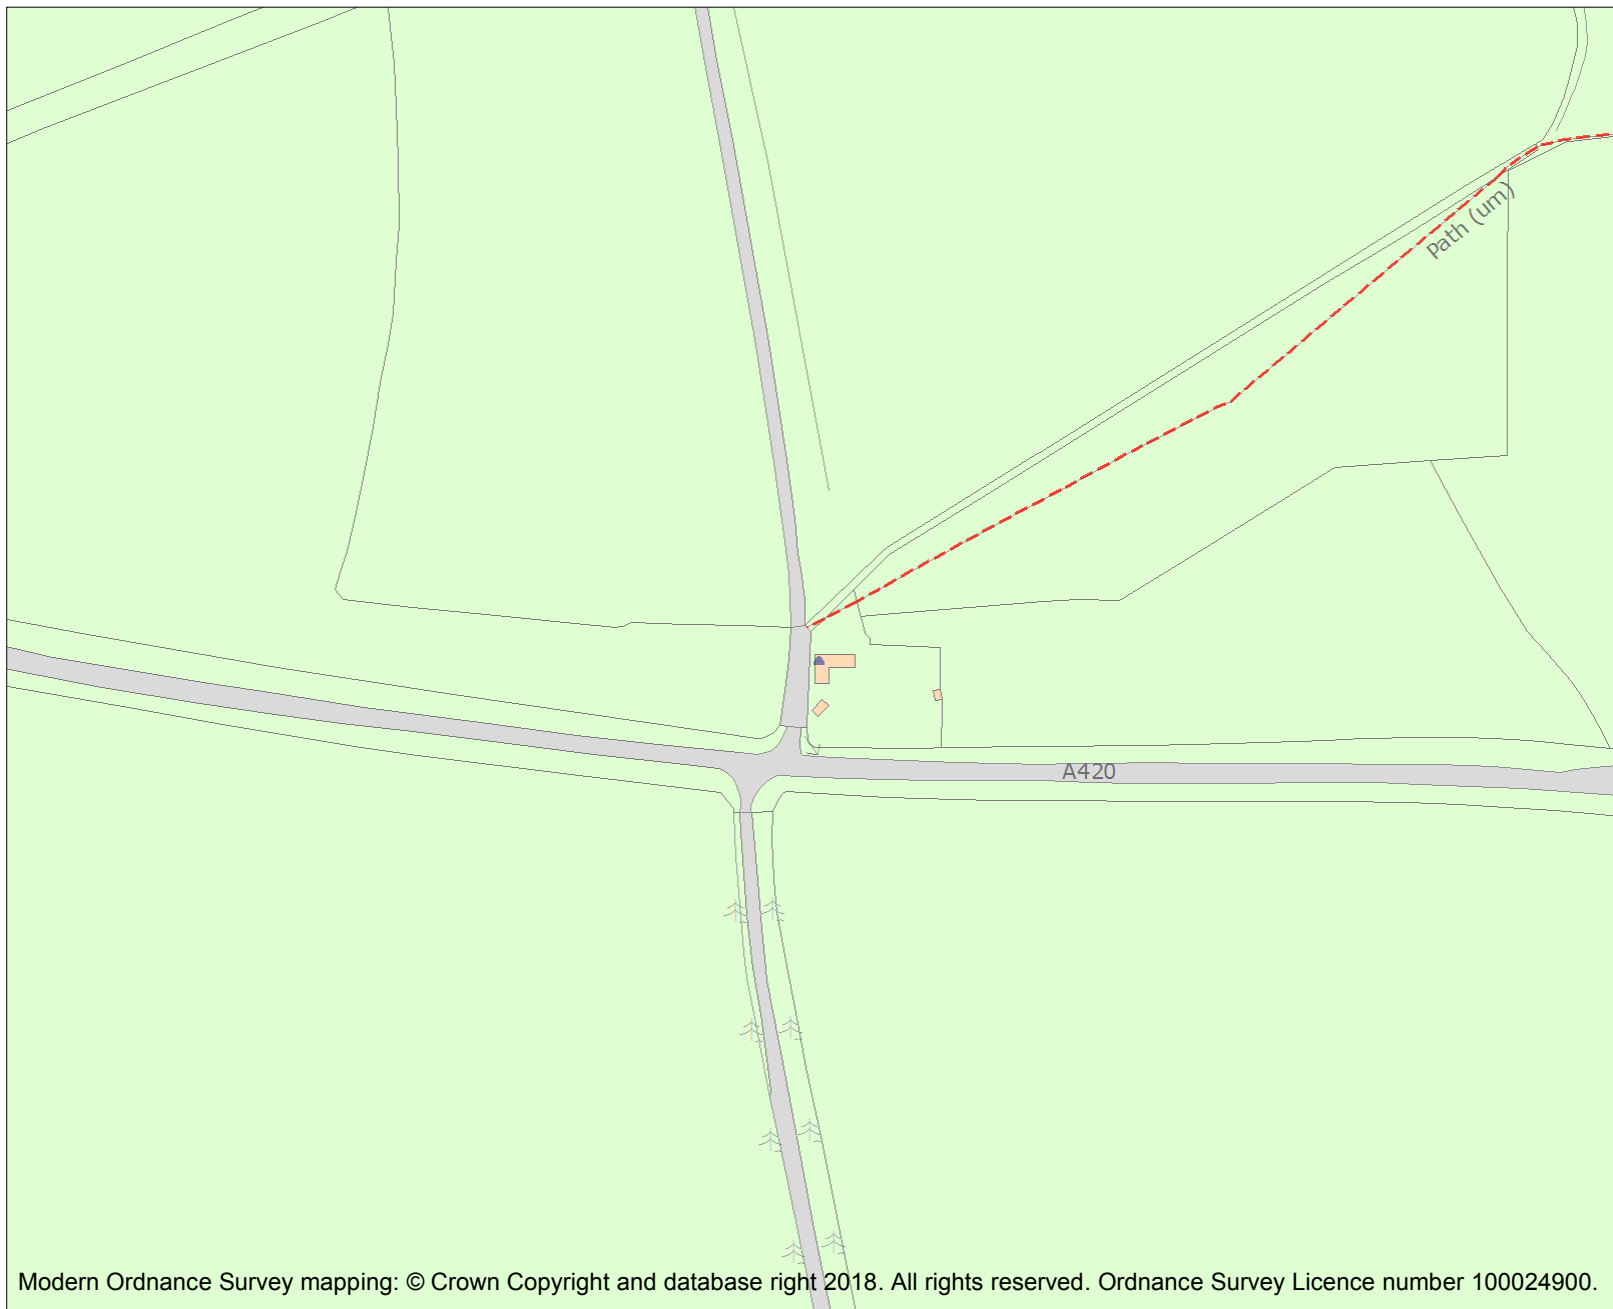 Path (um)
A420
Modern Ordnance Survey mapping: © Crown Copyright and database right 2018. All rights reserved. Ordnance Survey Licence number 100024900.